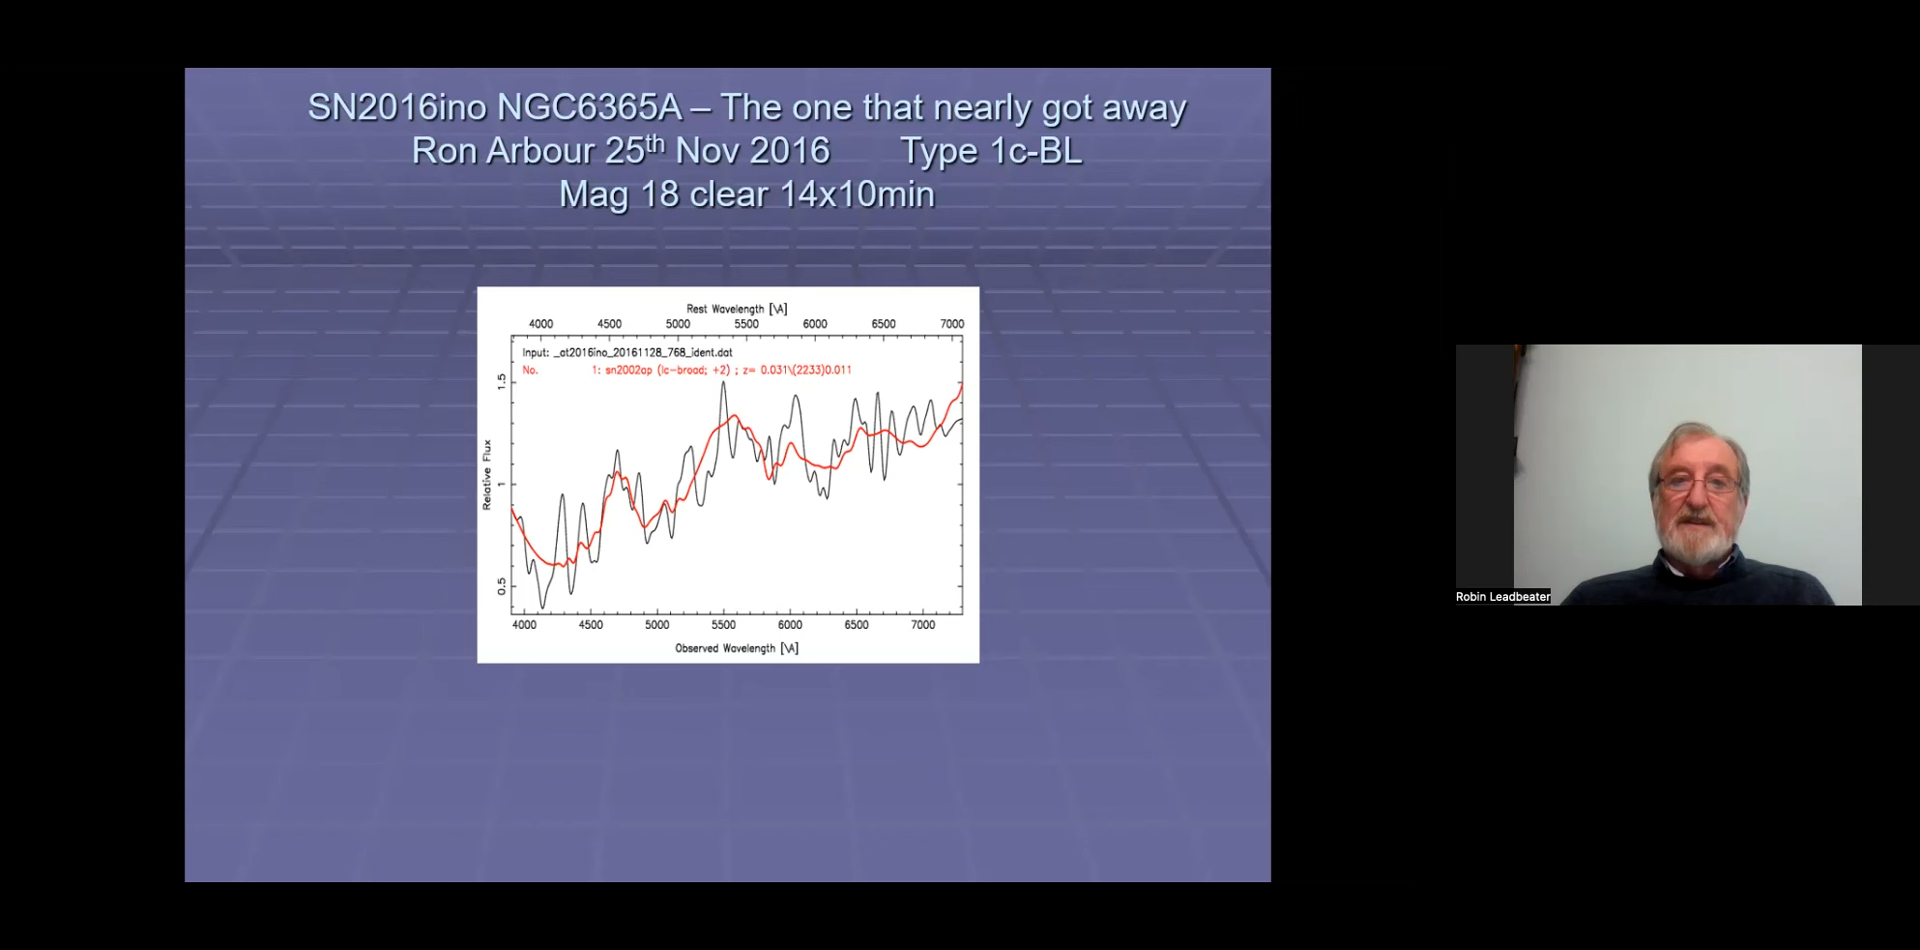 SN2016ino NGC6365A – The one that nearly got away
Ron Arbour 25th Nov 2016 Type 1c-BL
Mag 18 clear 14x10min
Rest Wavelength [\A]
4000 4500 5000 5500 6000 6500 7000
Input: _at2016ino_20161128_768_ident.dat
No. 1: sn2002ap (Ic-broad; +2) ; z= 0.031\(2233)0.011
1.5
1
0.5
Relative Flux
4000 4500 5000 5500 6000 6500 7000
Observed Wavelength [\A]
Robin Leadbeater